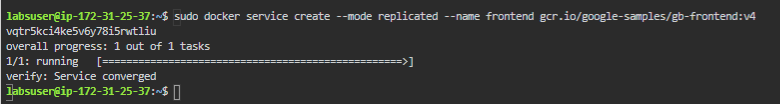 labsuser@ip-172-31-25-37:~$ sudo docker service create --mode replicated --name frontend gcr.io/google-samples/gb-frontend:v4
vqtr5kci4ke5v6y78i5rwtliu
overall progress: 1 out of 1 tasks
1/1: running   [==================================================>]
verify: Service converged
labsuser@ip-172-31-25-37:~$